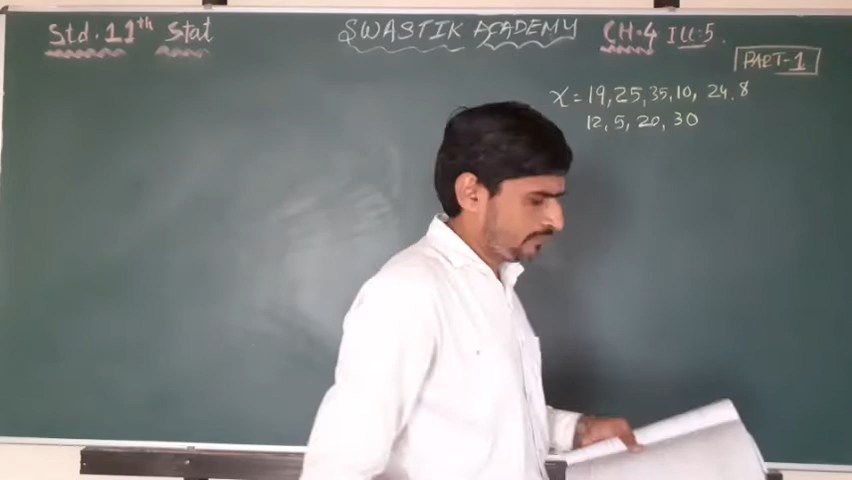 Std. 11th Stat
SWASTIK ACADEMY
CH-4 Ill:5.
PART-1
x = 19, 25, 35, 10, 24, 8
12, 5, 20, 30